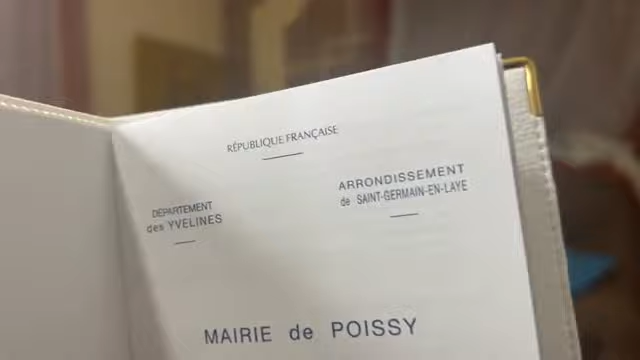 RÉPUBLIQUE FRANÇAISE
DÉPARTEMENT
des YVELINES
ARRONDISSEMENT
de SAINT-GERMAIN-EN-LAYE
MAIRIE de POISSY